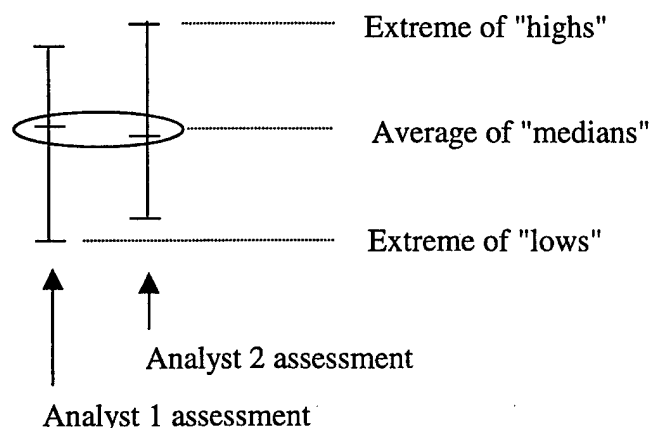 Extreme of "highs"
Average of "medians"
Extreme of "lows"
Analyst 2 assessment
Analyst 1 assessment